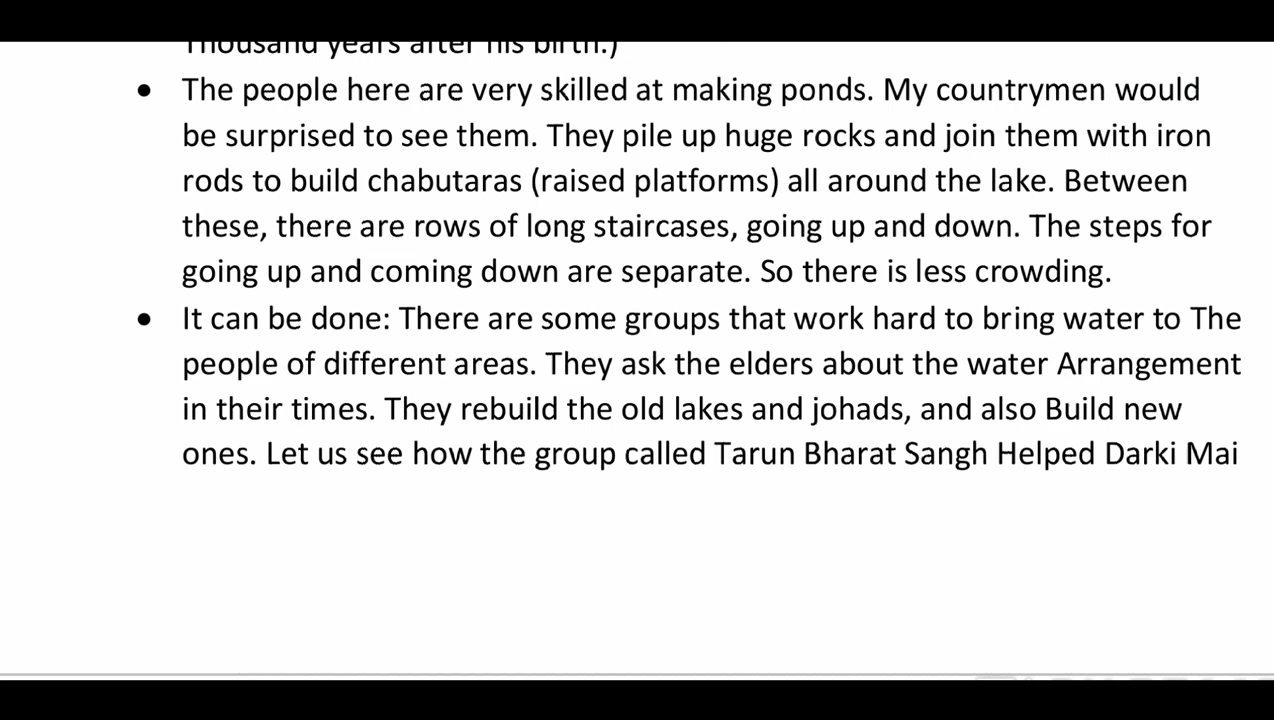 Thousand years after his birth.)
• The people here are very skilled at making ponds. My countrymen would
be surprised to see them. They pile up huge rocks and join them with iron
rods to build chabutaras (raised platforms) all around the lake. Between
these, there are rows of long staircases, going up and down. The steps for
going up and coming down are separate. So there is less crowding.
• It can be done: There are some groups that work hard to bring water to The
people of different areas. They ask the elders about the water Arrangement
in their times. They rebuild the old lakes and johads, and also Build new
ones. Let us see how the group called Tarun Bharat Sangh Helped Darki Mai